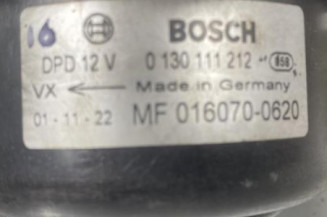 16 BOSCH
DPD 12 V 0 130 111 212
VX ← Made in Germany
01 - 11 - 22 MF 016070-0620